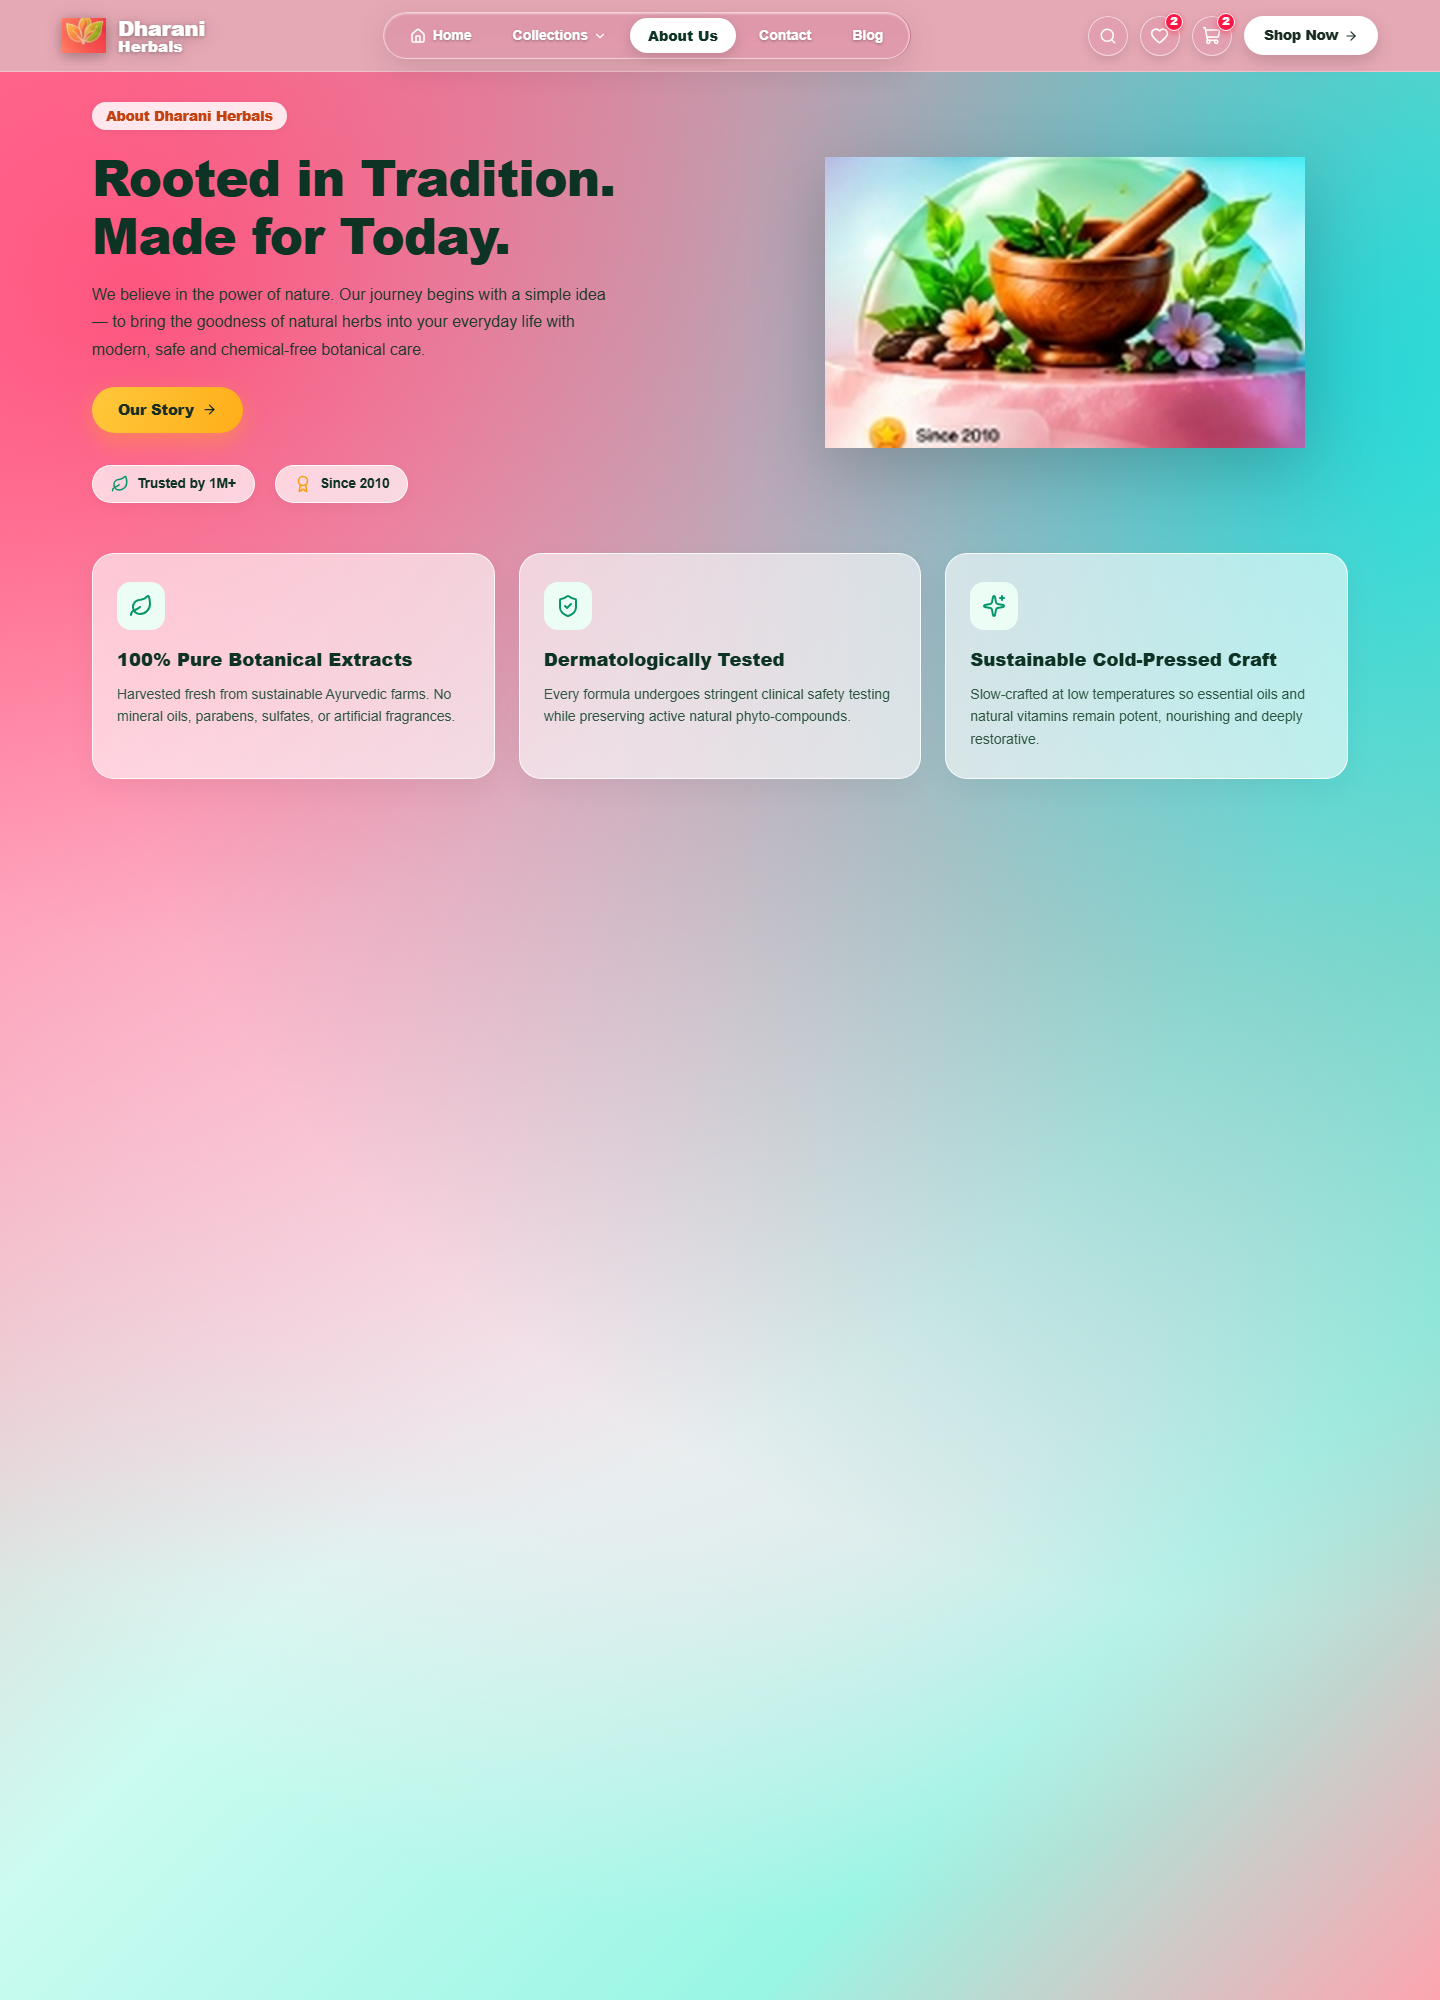 Dharani
Herbals
Home
Collections
About Us
Contact
Blog
2
2
Shop Now
About Dharani Herbals
Rooted in Tradition.
Made for Today.
We believe in the power of nature. Our journey begins with a simple idea
— to bring the goodness of natural herbs into your everyday life with
modern, safe and chemical-free botanical care.
Our Story
Trusted by 1M+
Since 2010
Since 2010
100% Pure Botanical Extracts
Harvested fresh from sustainable Ayurvedic farms. No
mineral oils, parabens, sulfates, or artificial fragrances.
Dermatologically Tested
Every formula undergoes stringent clinical safety testing
while preserving active natural phyto-compounds.
Sustainable Cold-Pressed Craft
Slow-crafted at low temperatures so essential oils and
natural vitamins remain potent, nourishing and deeply
restorative.